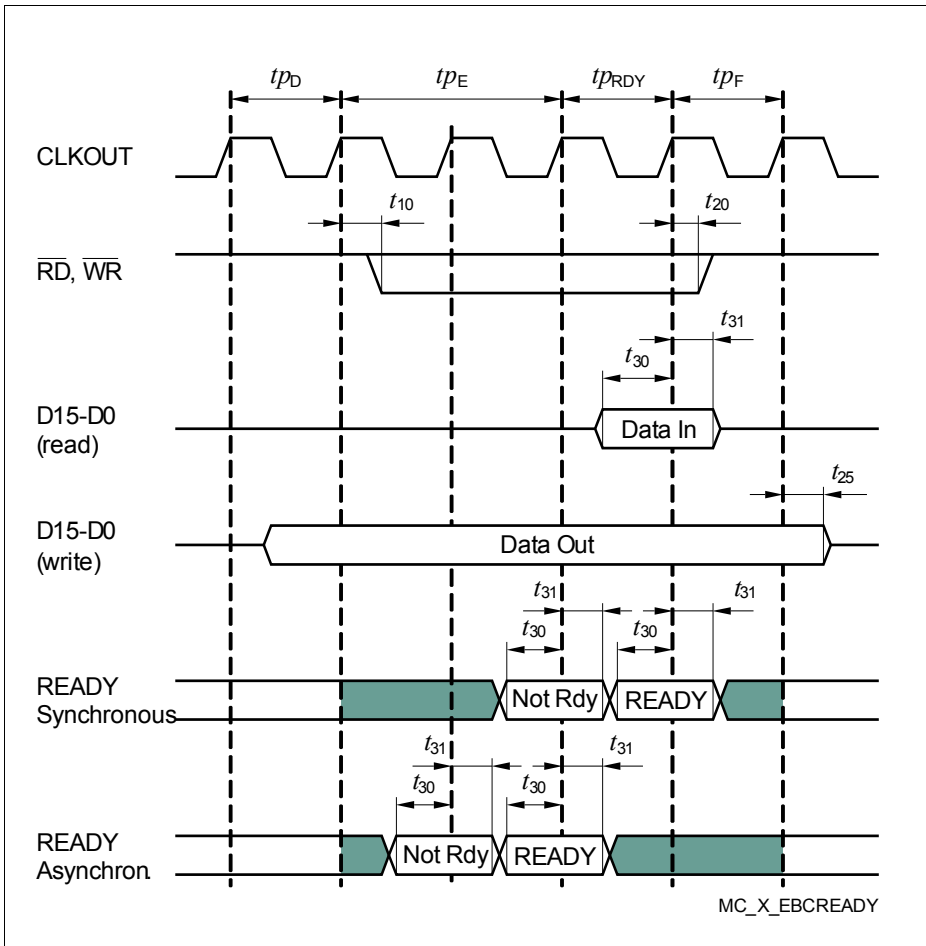 tpD tpE tpRDY tpF
CLKOUT
t10 t20
RD, WR
t31
t30
D15-D0
(read)
Data In
t25
D15-D0
(write)
Data Out
t31 t31
t30 t30
READY
Synchronous
Not Rdy READY
t31 t31
t30 t30
READY
Asynchron.
Not Rdy READY
MC_X_EBCREADY